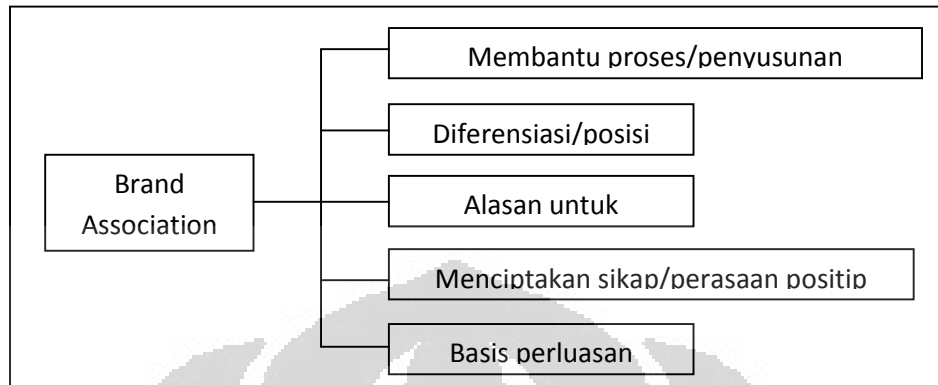 Membantu proses/penyusunan
Diferensiasi/posisi
Brand
Association
Alasan untuk
Menciptakan sikap/perasaan positip
Basis perluasan